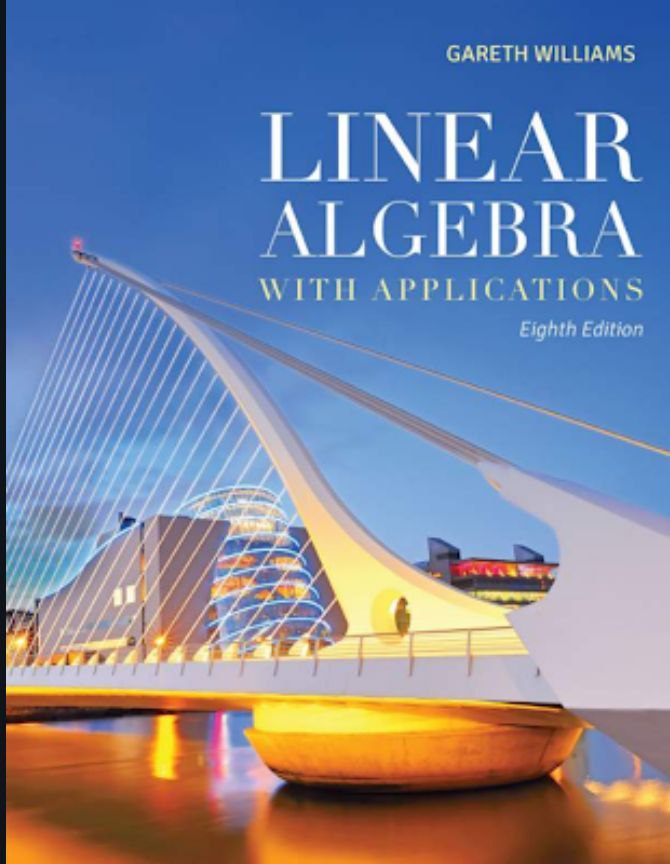 GARETH WILLIAMS
LINEAR
ALGEBRA
WITH APPLICATIONS
Eighth Edition